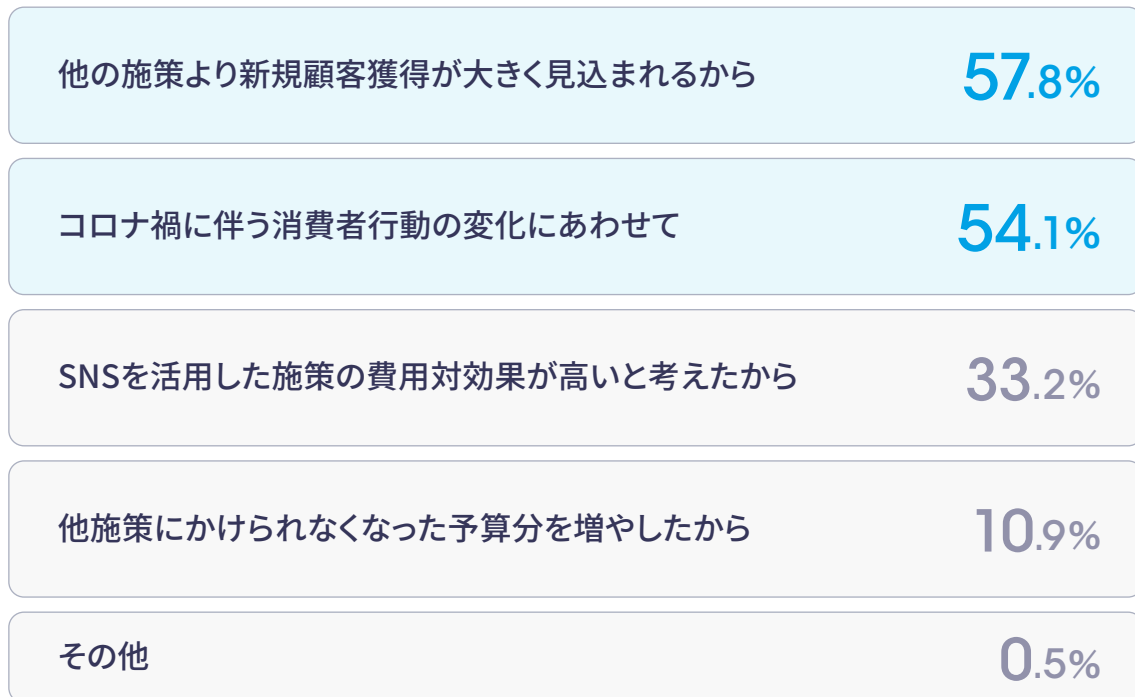 他の施策より新規顧客獲得が大きく見込まれるから 57.8%
コロナ禍に伴う消費者行動の変化にあわせて 54.1%
SNSを活用した施策の費用対効果が高いと考えたから 33.2%
他施策にかけられなくなった予算分を増やしたから 10.9%
その他 0.5%